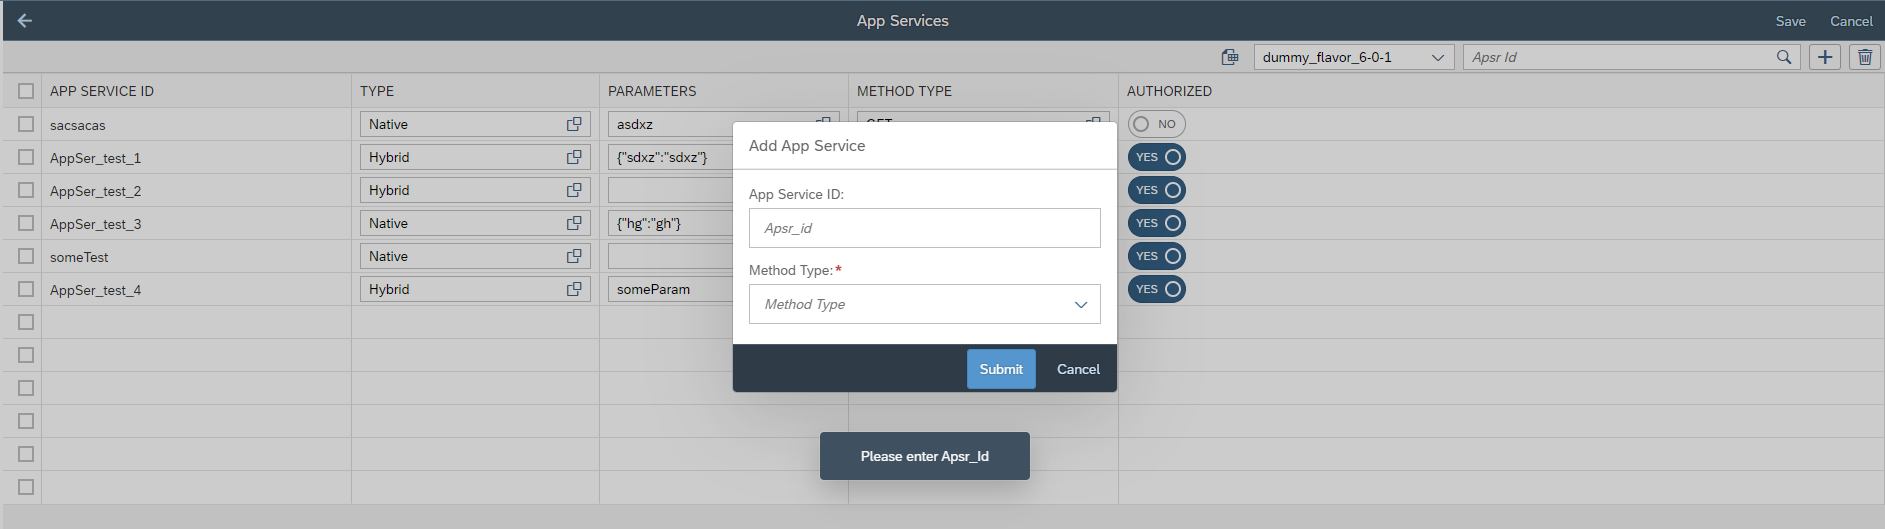 App Services
Save Cancel
dummy_flavor_6-0-1 Apsr Id
APP SERVICE ID TYPE PARAMETERS METHOD TYPE AUTHORIZED
sacsacas Native asdxz NO
AppSer_test_1 Hybrid {"sdxz":"sdxz"} YES
AppSer_test_2 Hybrid YES
AppSer_test_3 Native {"hg":"gh"} YES
someTest Native YES
AppSer_test_4 Hybrid someParam YES
Add App Service
App Service ID:
Apsr_id
Method Type:*
Method Type
Submit Cancel
Please enter Apsr_Id